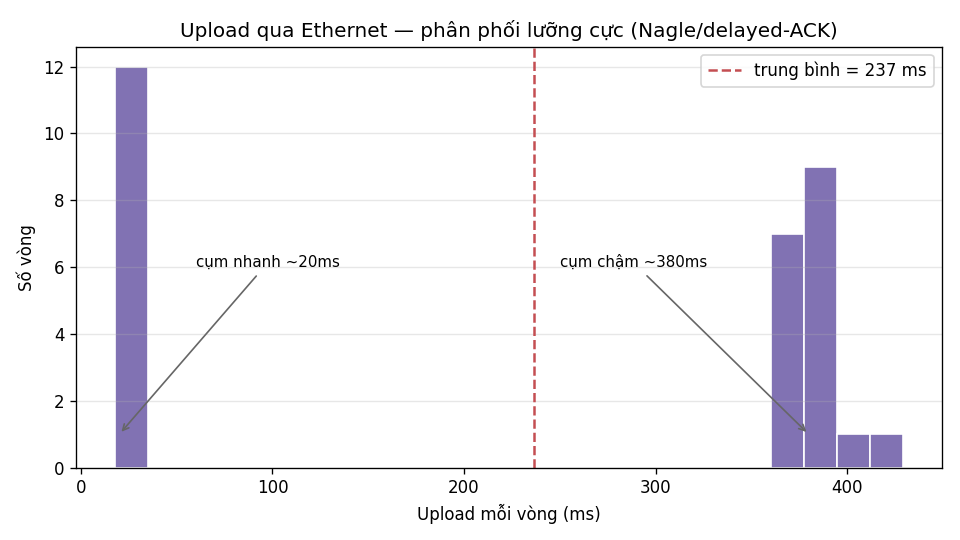 Upload qua Ethernet — phân phối lưỡng cực (Nagle/delayed-ACK)
trung bình = 237 ms
12
10
8
6
4
2
0
Số vòng
cụm nhanh ~20ms
cụm chậm ~380ms
0
100
200
300
400
Upload mỗi vòng (ms)